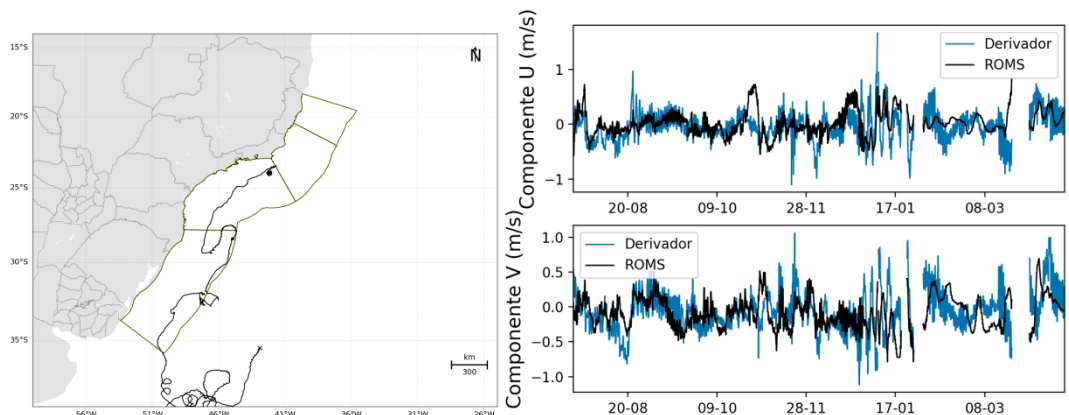 15°S
20°S
25°S
30°S
35°S
N
km
300
56°W 51°W 46°W 41°W 36°W 31°W 26°W
Componente U (m/s)
1
0
−1
Derivador
ROMS
20-08 09-10 28-11 17-01 08-03
Componente V (m/s)
1.0
0.5
0.0
−0.5
−1.0
Derivador
ROMS
20-08 09-10 28-11 17-01 08-03